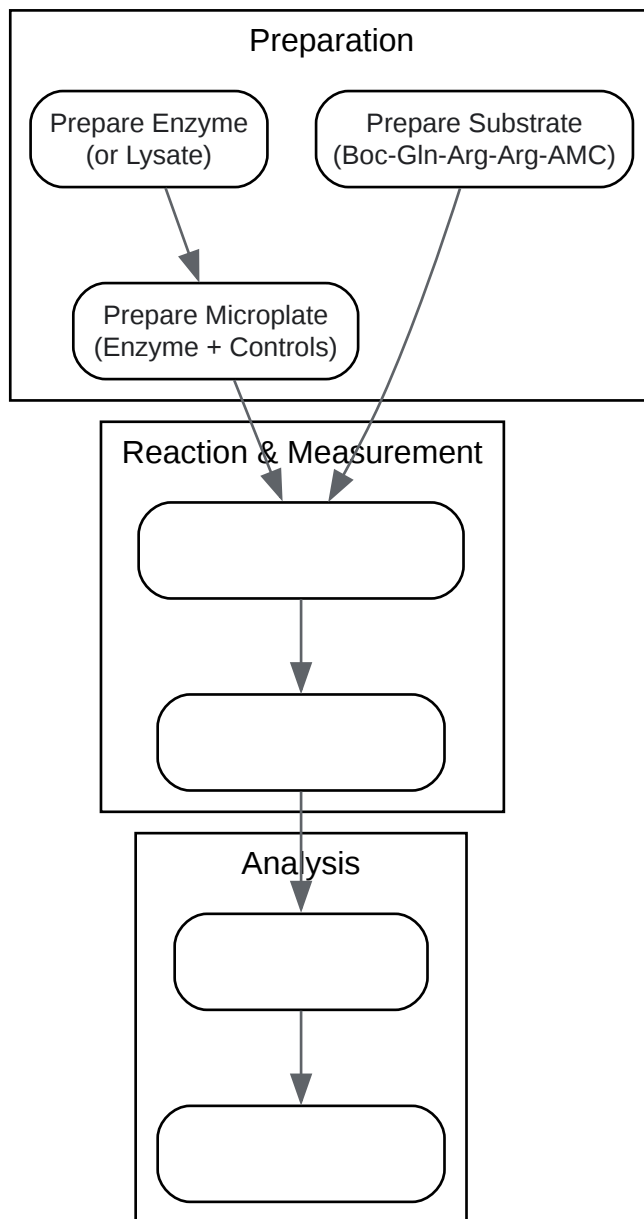 Preparation
Prepare Enzyme
(or Lysate)
Prepare Substrate
(Boc-Gln-Arg-Arg-AMC)
Prepare Microplate
(Enzyme + Controls)
Reaction & Measurement
Analysis